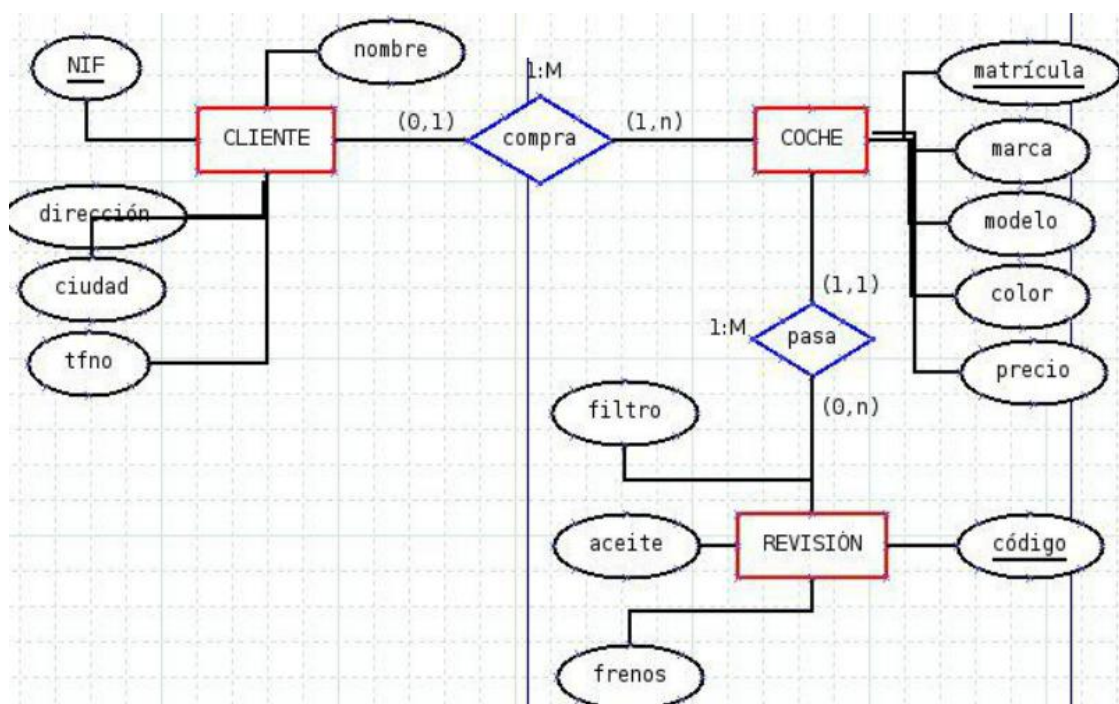 NIF
nombre
1:M
matrícula
CLIENTE
(0,1)
compra
(1,n)
COCHE
marca
dirección
modelo
ciudad
(1,1)
color
1:M
pasa
tfno
precio
filtro
(0,n)
aceite
REVISIÓN
código
frenos